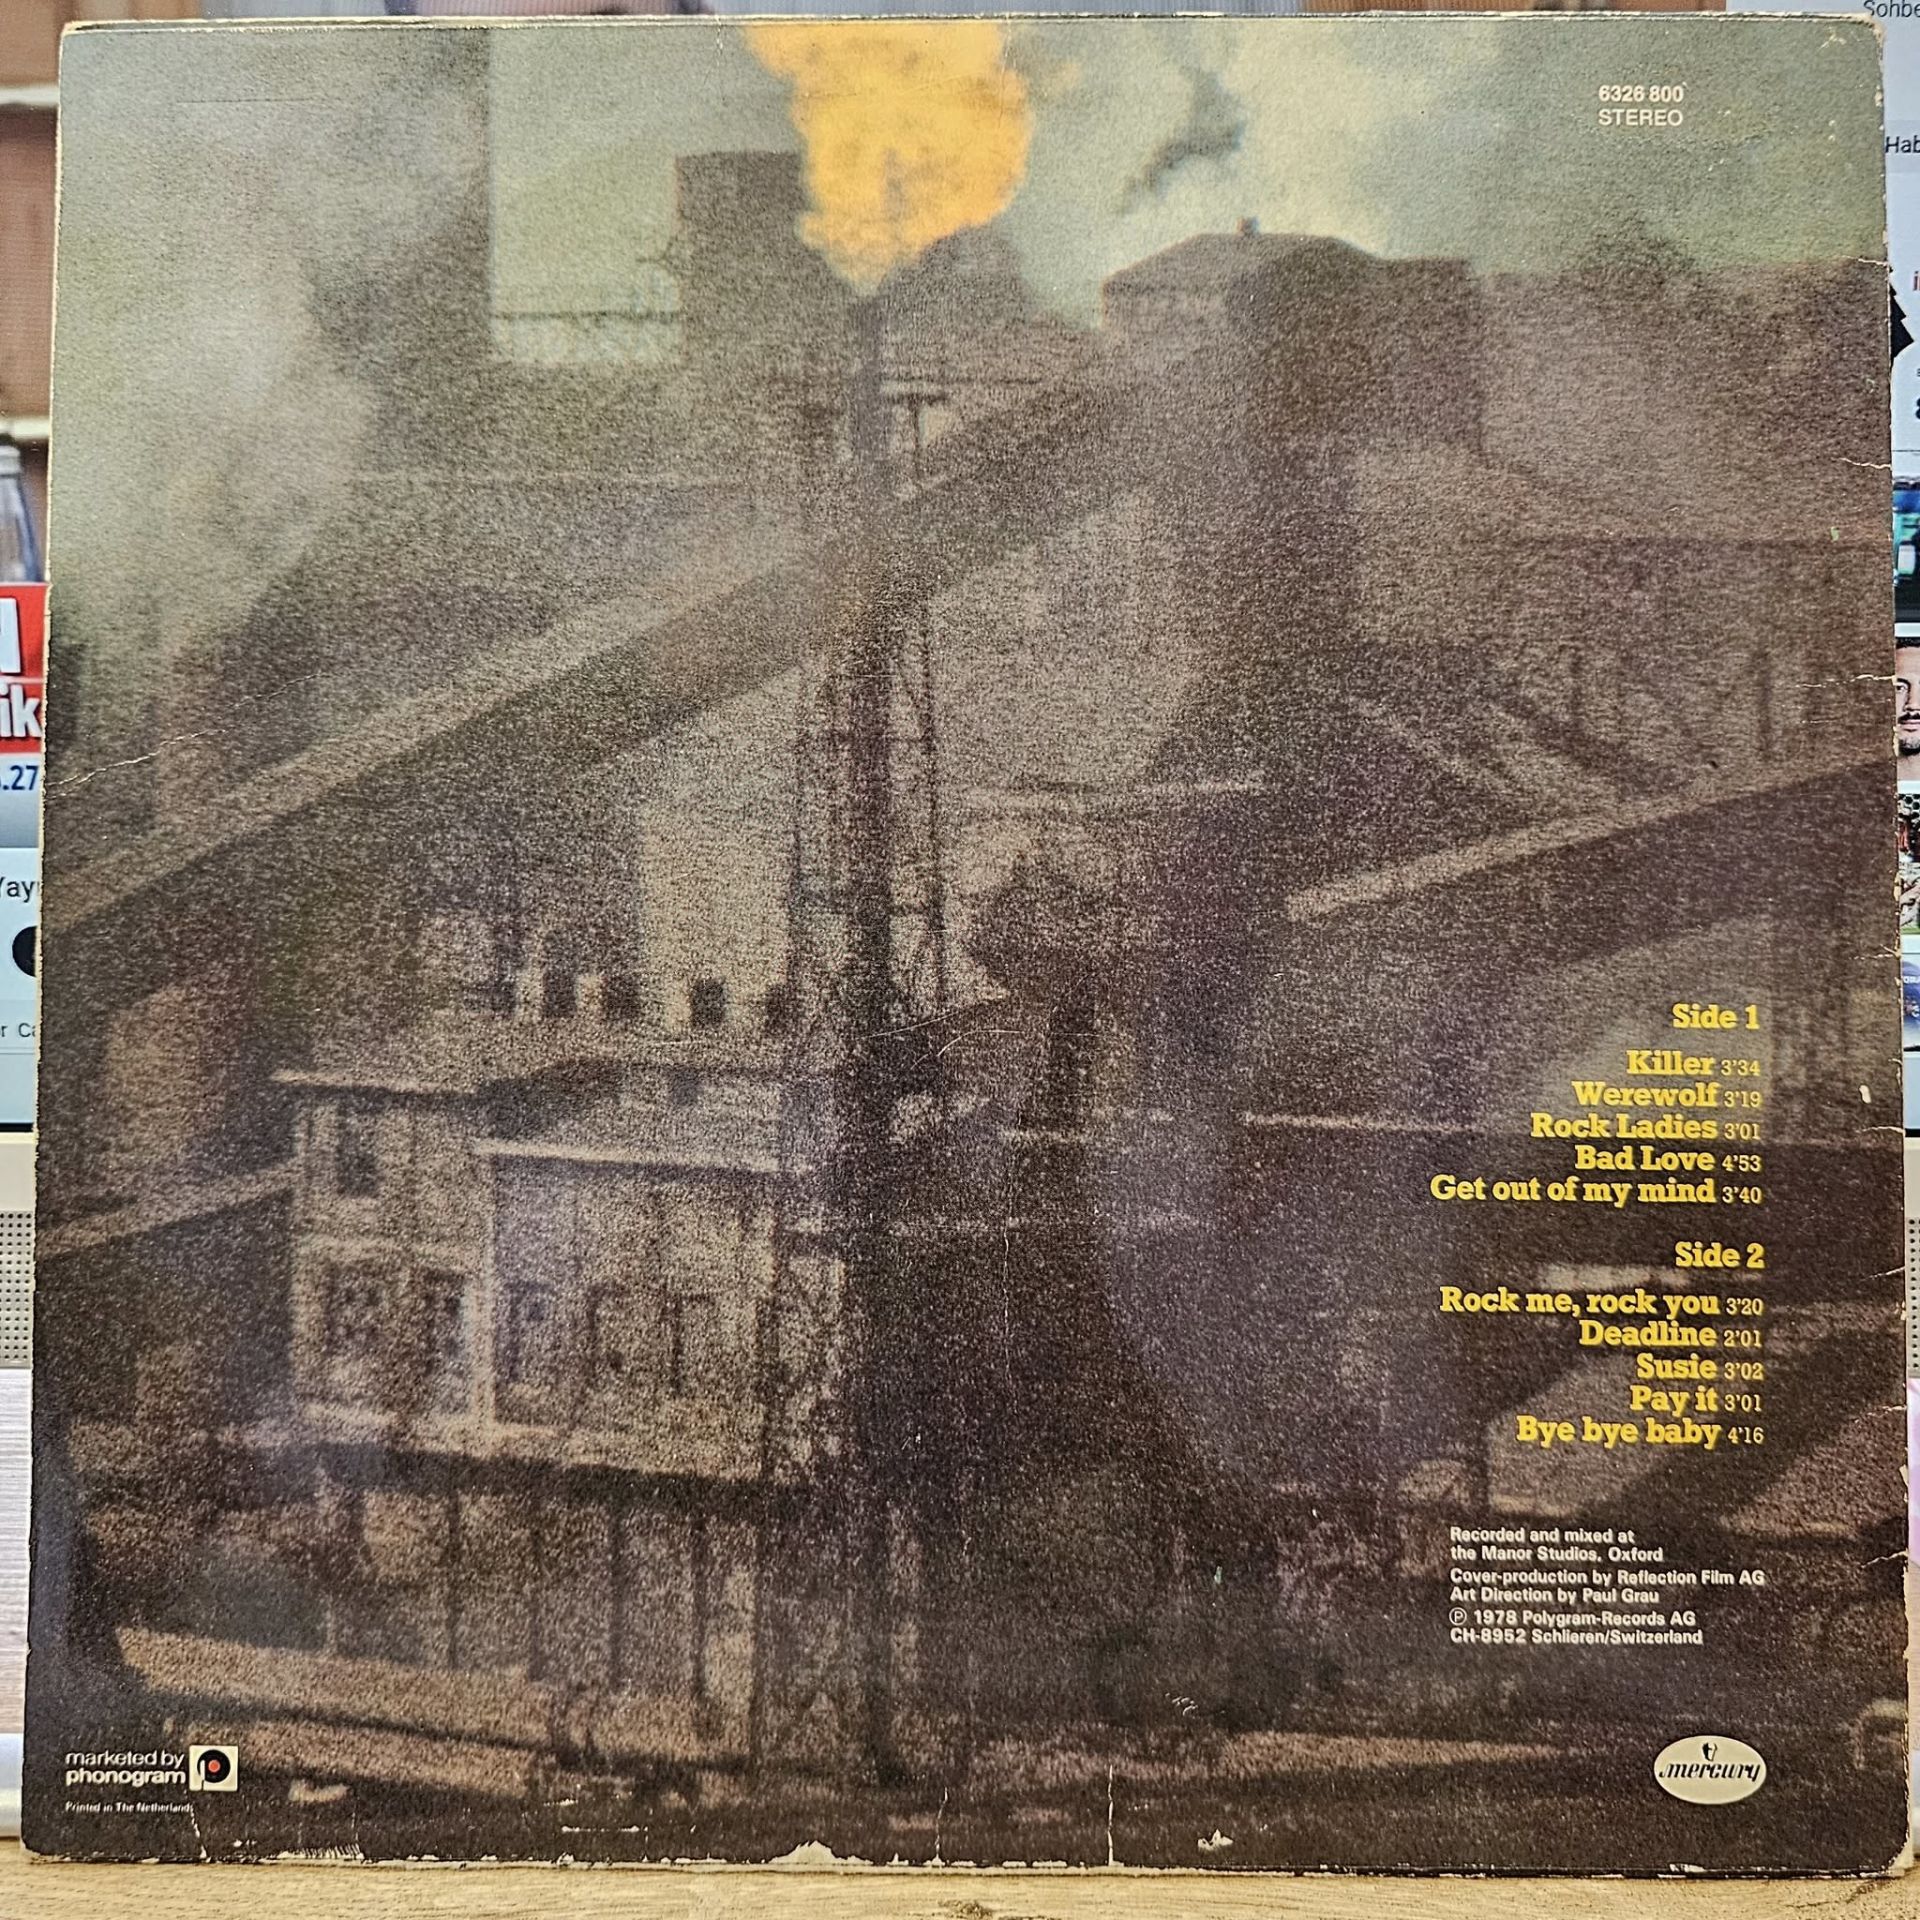 Sohbe
6326 800
STEREO
Hab
ik
.27
Side 1
Killer 3'34
Werewolf 3'19
Rock Ladies 3'01
Bad Love 4'53
Get out of my mind 3'40
Side 2
Rock me, rock you 3'20
Deadline 2'01
Susie 3'02
Pay it 3'01
Bye bye baby 4'16
Recorded and mixed at
the Manor Studios, Oxford
Cover-production by Reflection Film AG
Art Direction by Paul Grau
℗ 1978 Polygram-Records AG
CH-8952 Schlieren/Switzerland
marketed by
phonogram
Printed in The Netherlands
mercury